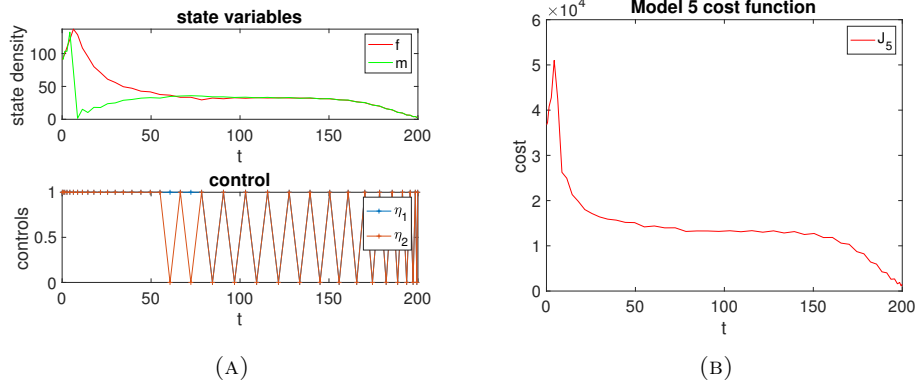 state variables
state density
100
50
0
0 50 100 150 200
t
f
m
control
controls
1
0.5
0
0 50 100 150 200
t
η1
η2
(A)
Model 5 cost function
×10^4
cost
6
5
4
3
2
1
0
0 50 100 150 200
t
J5
(B)